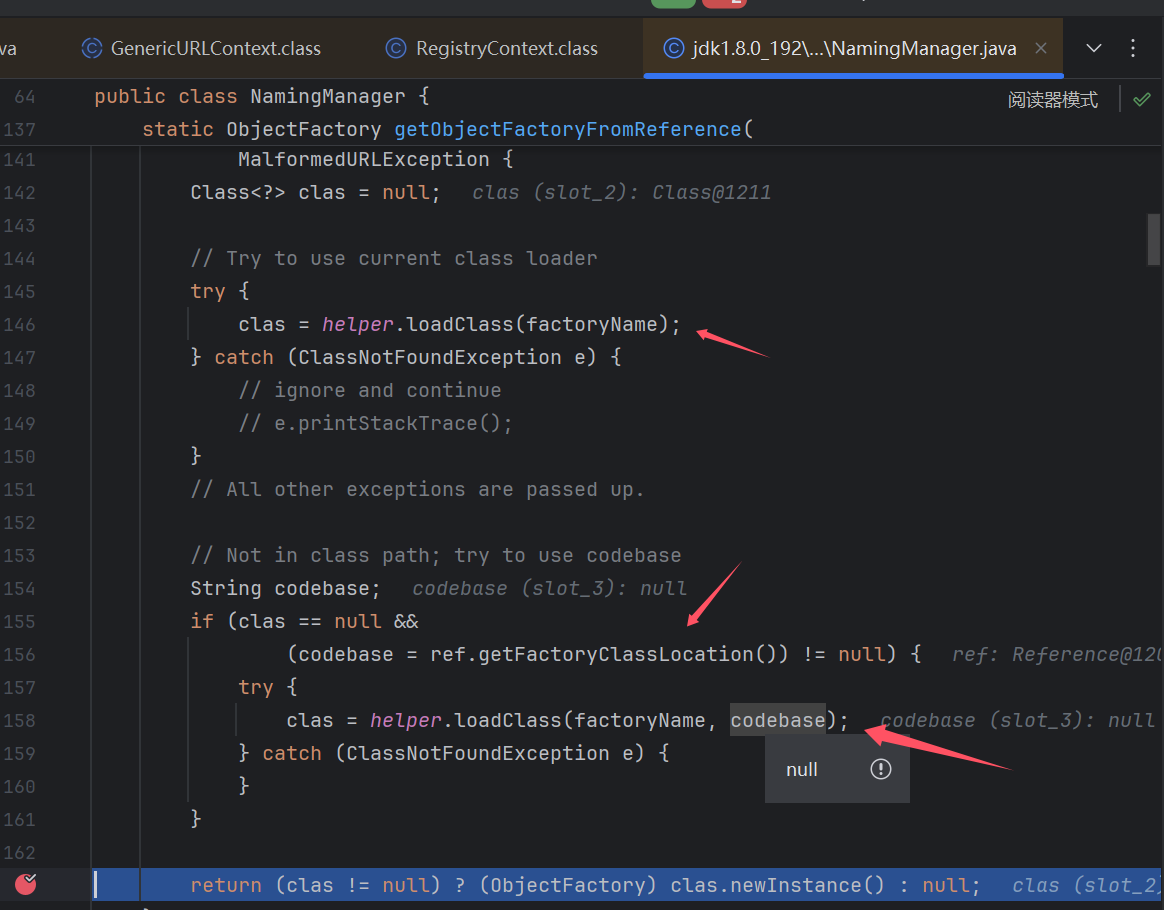 va GenericURLContext.class RegistryContext.class jdk1.8.0_192\...\NamingManager.java
64 public class NamingManager { 阅读器模式
137 static ObjectFactory getObjectFactoryFromReference(
141 MalformedURLException {
142 Class<?> clas = null; clas (slot_2): Class@1211
143
144 // Try to use current class loader
145 try {
146 clas = helper.loadClass(factoryName);
147 } catch (ClassNotFoundException e) {
148 // ignore and continue
149 // e.printStackTrace();
150 }
151 // All other exceptions are passed up.
152
153 // Not in class path; try to use codebase
154 String codebase; codebase (slot_3): null
155 if (clas == null &&
156 (codebase = ref.getFactoryClassLocation()) != null) { ref: Reference@120
157 try {
158 clas = helper.loadClass(factoryName, codebase); codebase (slot_3): null
159 } catch (ClassNotFoundException e) {
null
160 }
161 }
162
return (clas != null) ? (ObjectFactory) clas.newInstance() : null; clas (slot_2)